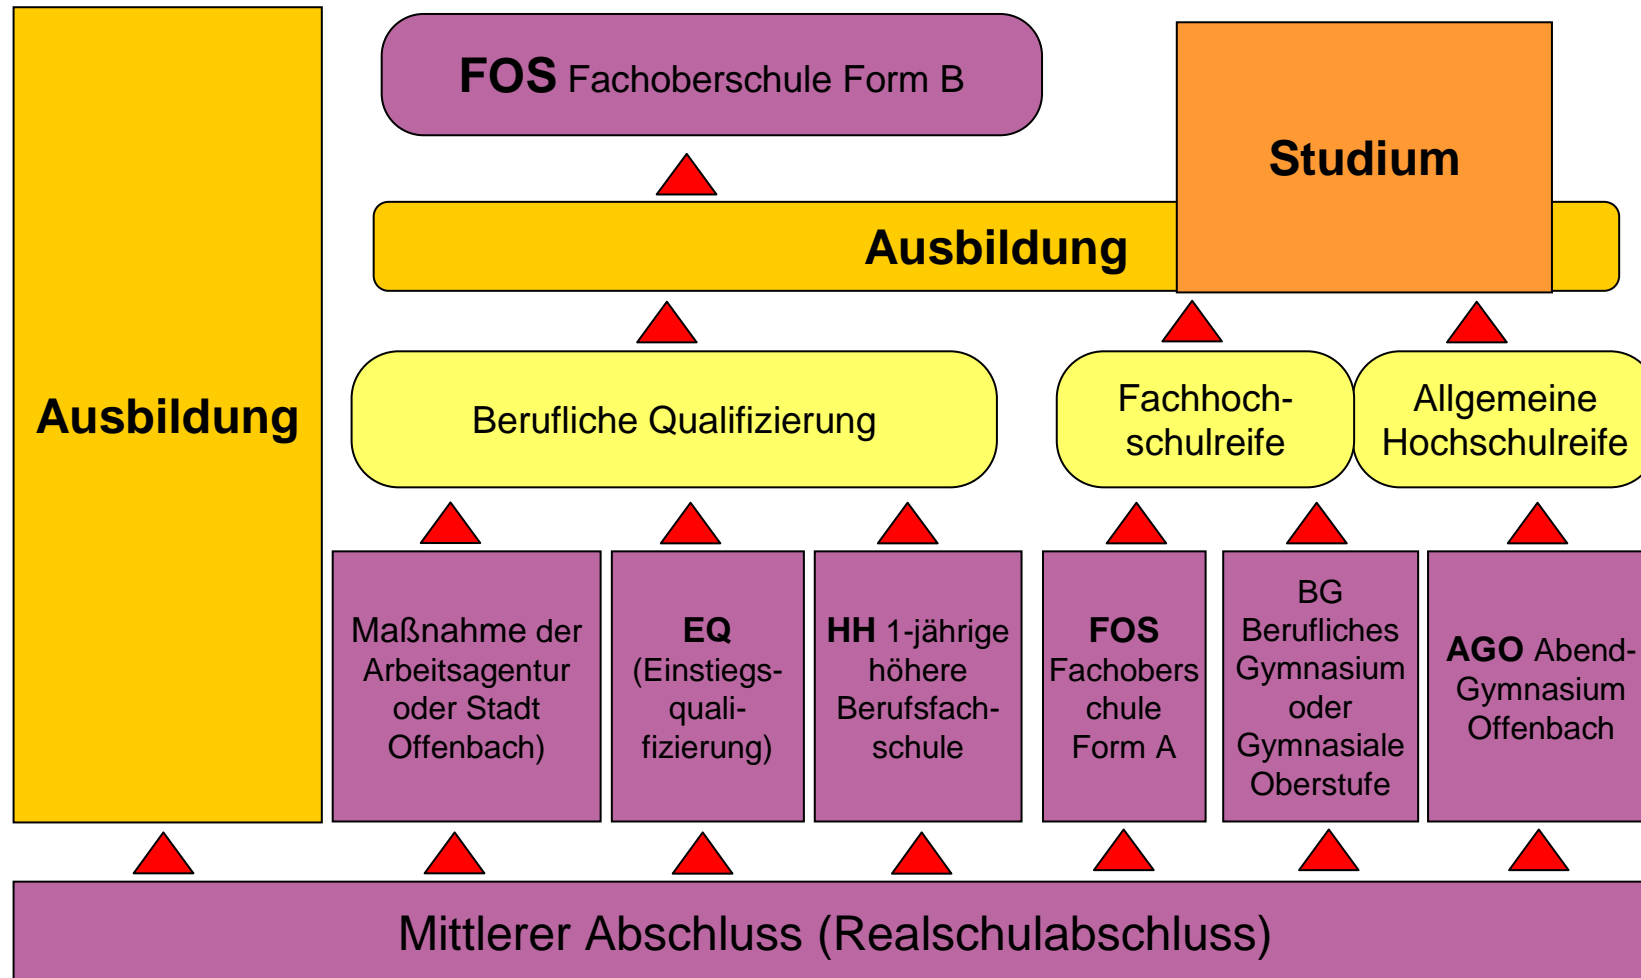 FOS Fachoberschule Form B
Studium
Ausbildung
Ausbildung
Berufliche Qualifizierung
Fachhoch-
schulreife
Allgemeine
Hochschulreife
Maßnahme der
Arbeitsagentur
oder Stadt
Offenbach)
EQ
(Einstiegs-
quali-
fizierung)
HH 1-jährige
höhere
Berufsfach-
schule
FOS
Fachobers
chule
Form A
BG
Berufliches
Gymnasium
oder
Gymnasiale
Oberstufe
AGO Abend-
Gymnasium
Offenbach
Mittlerer Abschluss (Realschulabschluss)